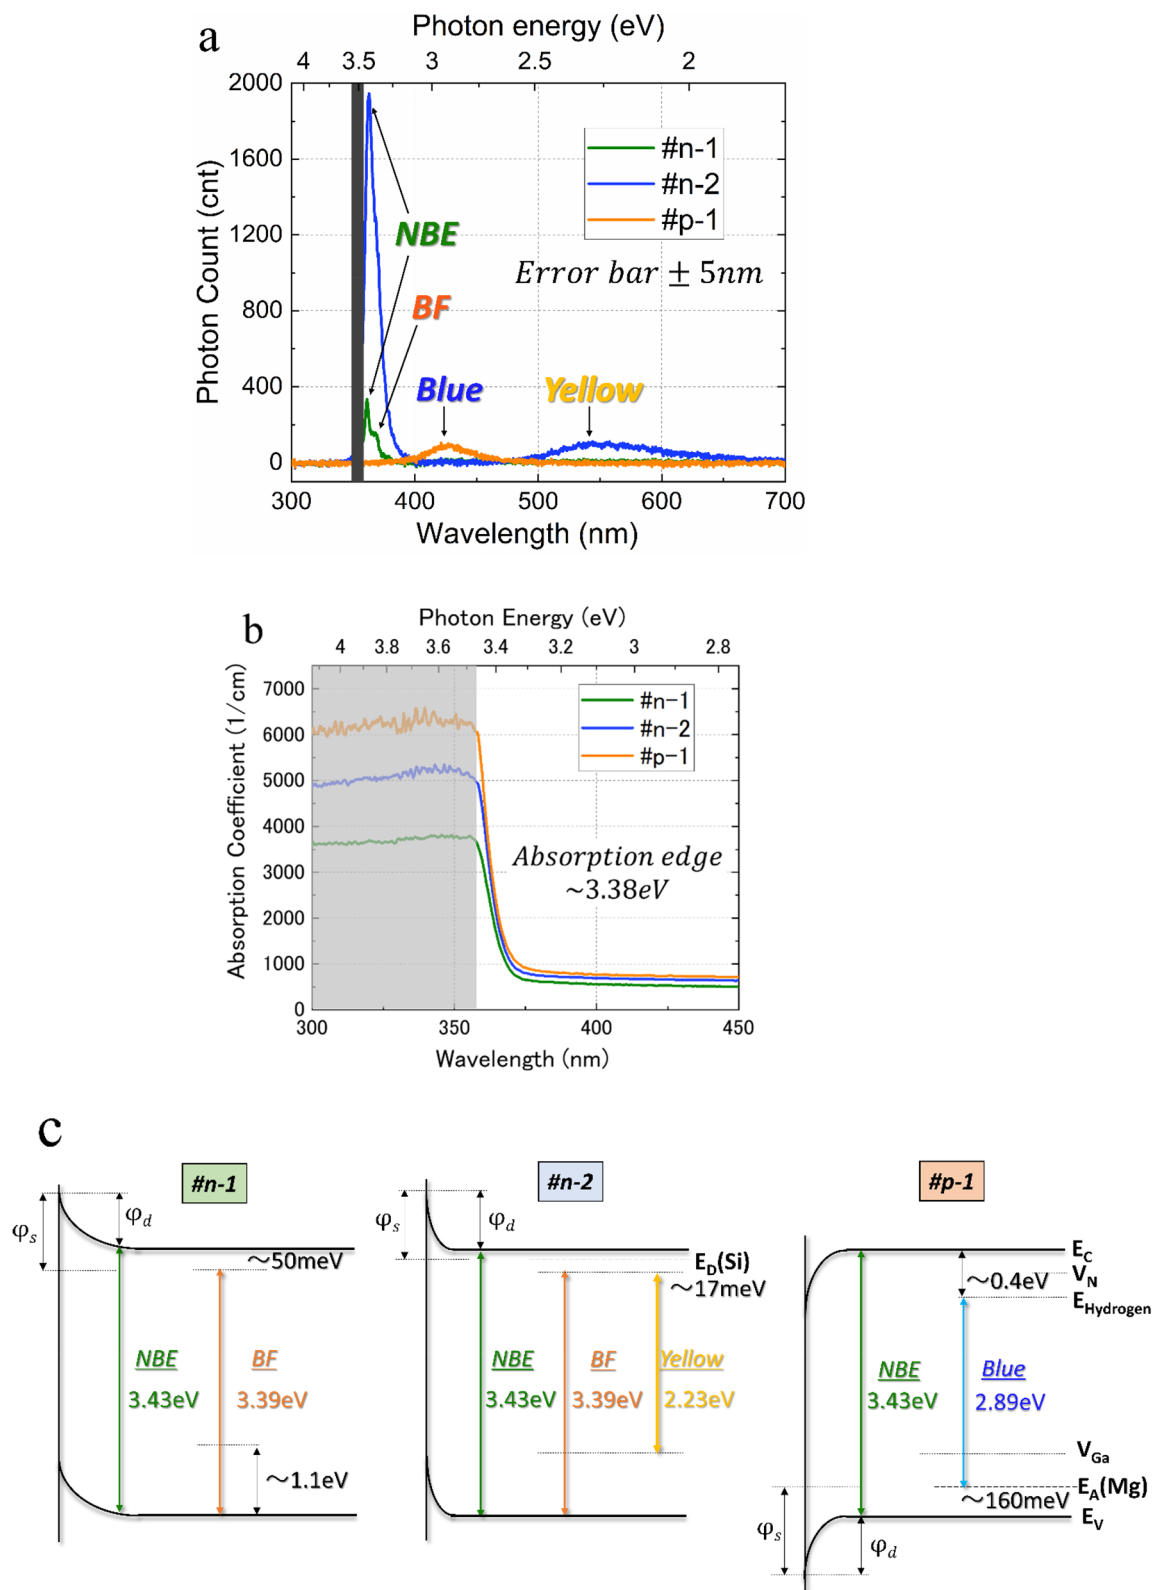 a
Photon energy (eV)
4 3.5 3 2.5 2
2000
1600
1200
800
400
0
Photon Count (cnt)
#n-1
#n-2
#p-1
NBE
Error bar ± 5nm
BF
Blue
Yellow
300 400 500 600 700
Wavelength (nm)
b
Photon Energy (eV)
4 3.8 3.6 3.4 3.2 3 2.8
7000
6000
5000
4000
3000
2000
1000
0
Absorption Coefficient (1/cm)
#n-1
#n-2
#p-1
Absorption edge
~3.38eV
300 350 400 450
Wavelength (nm)
c
#n-1
φs
φd
~50meV
NBE
3.43eV
BF
3.39eV
~1.1eV
#n-2
φs
φd
ED(Si)
~17meV
NBE
3.43eV
BF
3.39eV
Yellow
2.23eV
#p-1
EC
VN
~0.4eV
EHydrogen
NBE
3.43eV
Blue
2.89eV
VGa
EA(Mg)
~160meV
EV
φs
φd